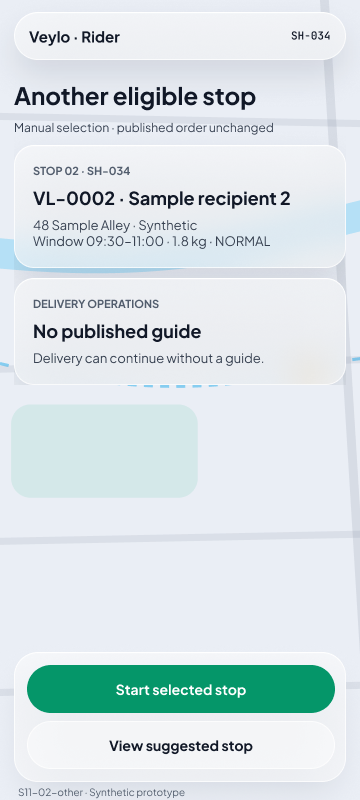 Veylo · Rider
SH-034
Another eligible stop
Manual selection · published order unchanged
STOP 02 · SH-034
VL-0002 · Sample recipient 2
48 Sample Alley · Synthetic
Window 09:30–11:00 · 1.8 kg · NORMAL
DELIVERY OPERATIONS
No published guide
Delivery can continue without a guide.
Start selected stop
View suggested stop
S11-02-other · Synthetic prototype